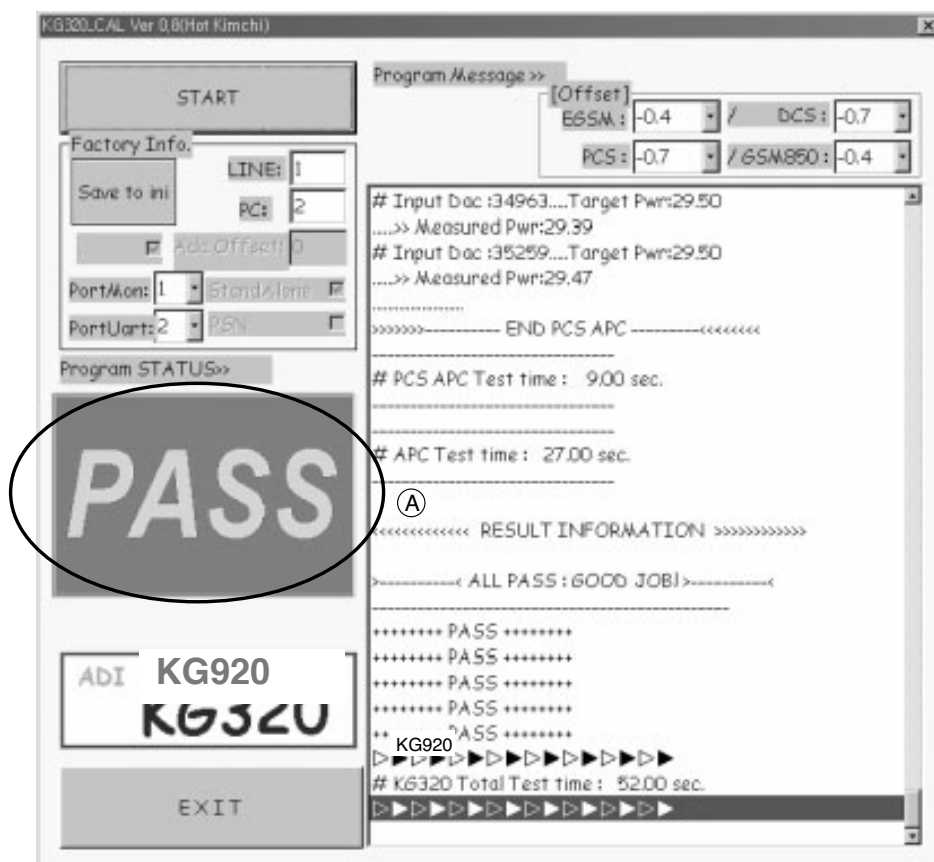 KG320_CAL Ver 0,8(Hot Kimchi)
START
Factory Info.
Save to ini
LINE: 1
PC: 2
Adc Offset: 0
PortMon: 1
StandAlone
PortUart: 2
PSN
Program STATUS>>
PASS
A
ADI KG920
KG320
EXIT
Program Message >>
[Offset]
EGSM : -0.4 / DCS : -0.7
PCS : -0.7 / GSM850 : -0.4
# Input Dac :34963....Target Pwr:29.50
....>> Measured Pwr:29.39
# Input Dac :35259....Target Pwr:29.50
....>> Measured Pwr:29.47
..................
>>>>>>>---------- END PCS APC ---------<<<<<<<<
--------------------------------
# PCS APC Test time : 9.00 sec.
--------------------------------
--------------------------------
# APC Test time : 27.00 sec.
--------------------------------
<<<<<<<<<<<<< RESULT INFORMATION >>>>>>>>>>>>
>----------< ALL PASS : GOOD JOB! >----------<
-----------------------------------------------
++++++++ PASS ++++++++
++++++++ PASS ++++++++
++++++++ PASS ++++++++
++++++++ PASS ++++++++
++ PASS ++++++++
KG920
▷▶▷▶▷▶▷▶▷▶▷▶▷▶▷▶
# KG320 Total Test time : 52.00 sec.
▷▶▷▶▷▶▷▶▷▶▷▶▷▶▷▶